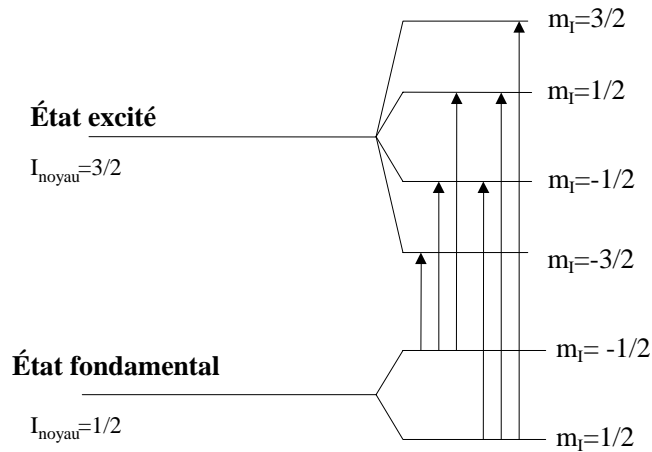 m_I=3/2
m_I=1/2
État excité
I_noyau=3/2
m_I=-1/2
m_I=-3/2
m_I= -1/2
État fondamental
I_noyau=1/2
m_I=1/2